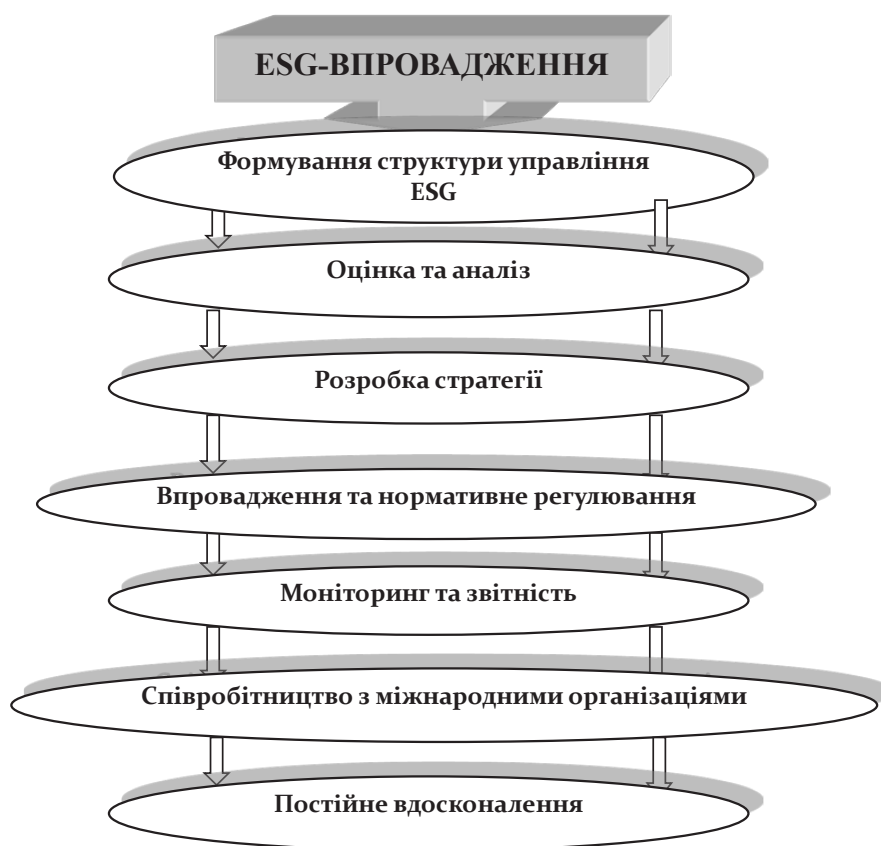 ESG-ВПРОВАДЖЕННЯ
Формування структури управління
ESG
Оцінка та аналіз
Розробка стратегії
Впровадження та нормативне регулювання
Моніторинг та звітність
Співробітництво з міжнародними організаціями
Постійне вдосконалення